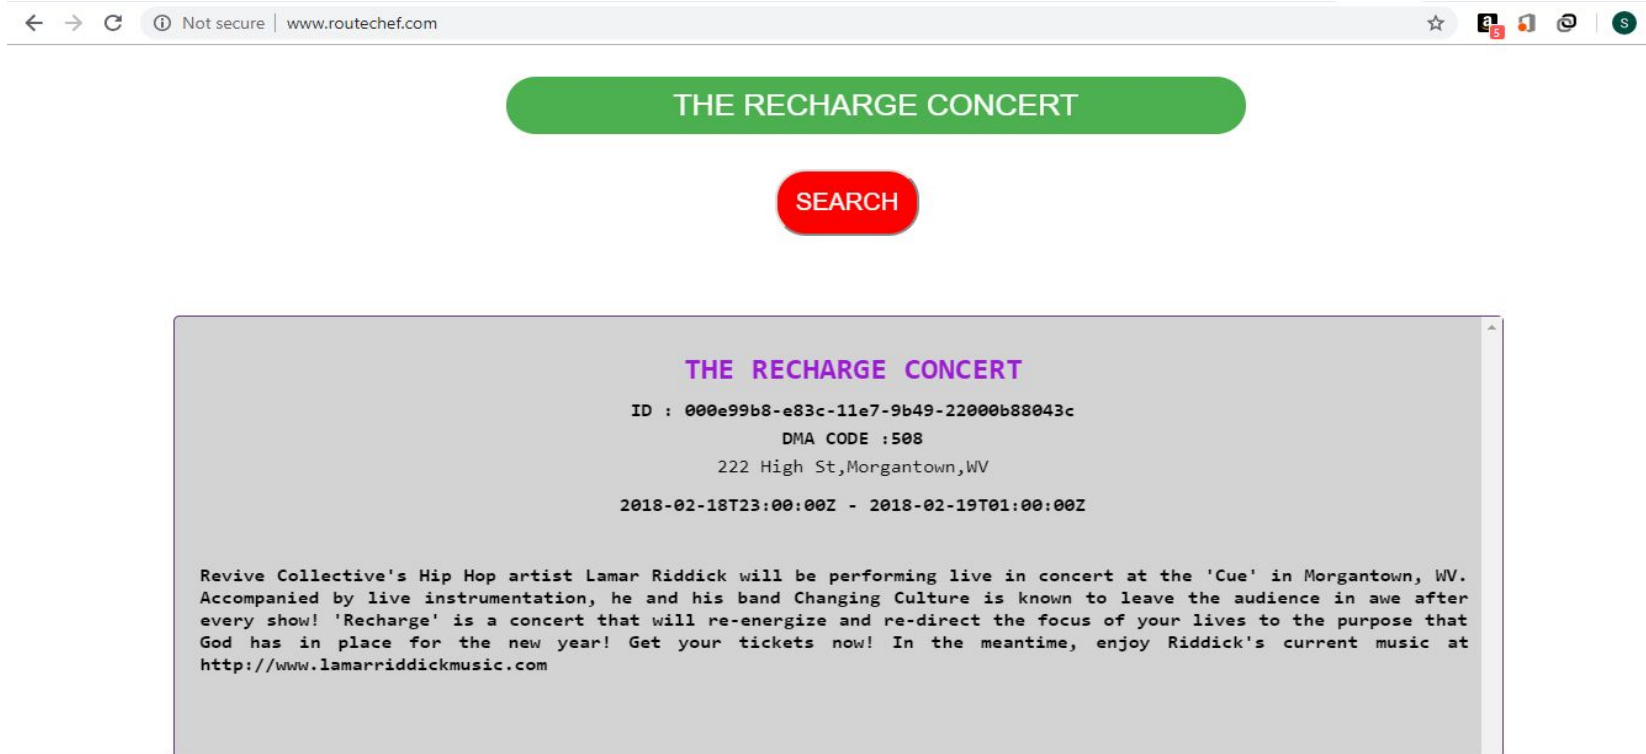 Not secure | www.routechef.com
a
5
S
THE RECHARGE CONCERT
SEARCH
THE RECHARGE CONCERT
ID : 000e99b8-e83c-11e7-9b49-22000b88043c
DMA CODE :508
222 High St,Morgantown,WV
2018-02-18T23:00:00Z - 2018-02-19T01:00:00Z
Revive Collective's Hip Hop artist Lamar Riddick will be performing live in concert at the 'Cue' in Morgantown, WV.
Accompanied by live instrumentation, he and his band Changing Culture is known to leave the audience in awe after
every show! 'Recharge' is a concert that will re-energize and re-direct the focus of your lives to the purpose that
God has in place for the new year! Get your tickets now! In the meantime, enjoy Riddick's current music at
http://www.lamarriddickmusic.com